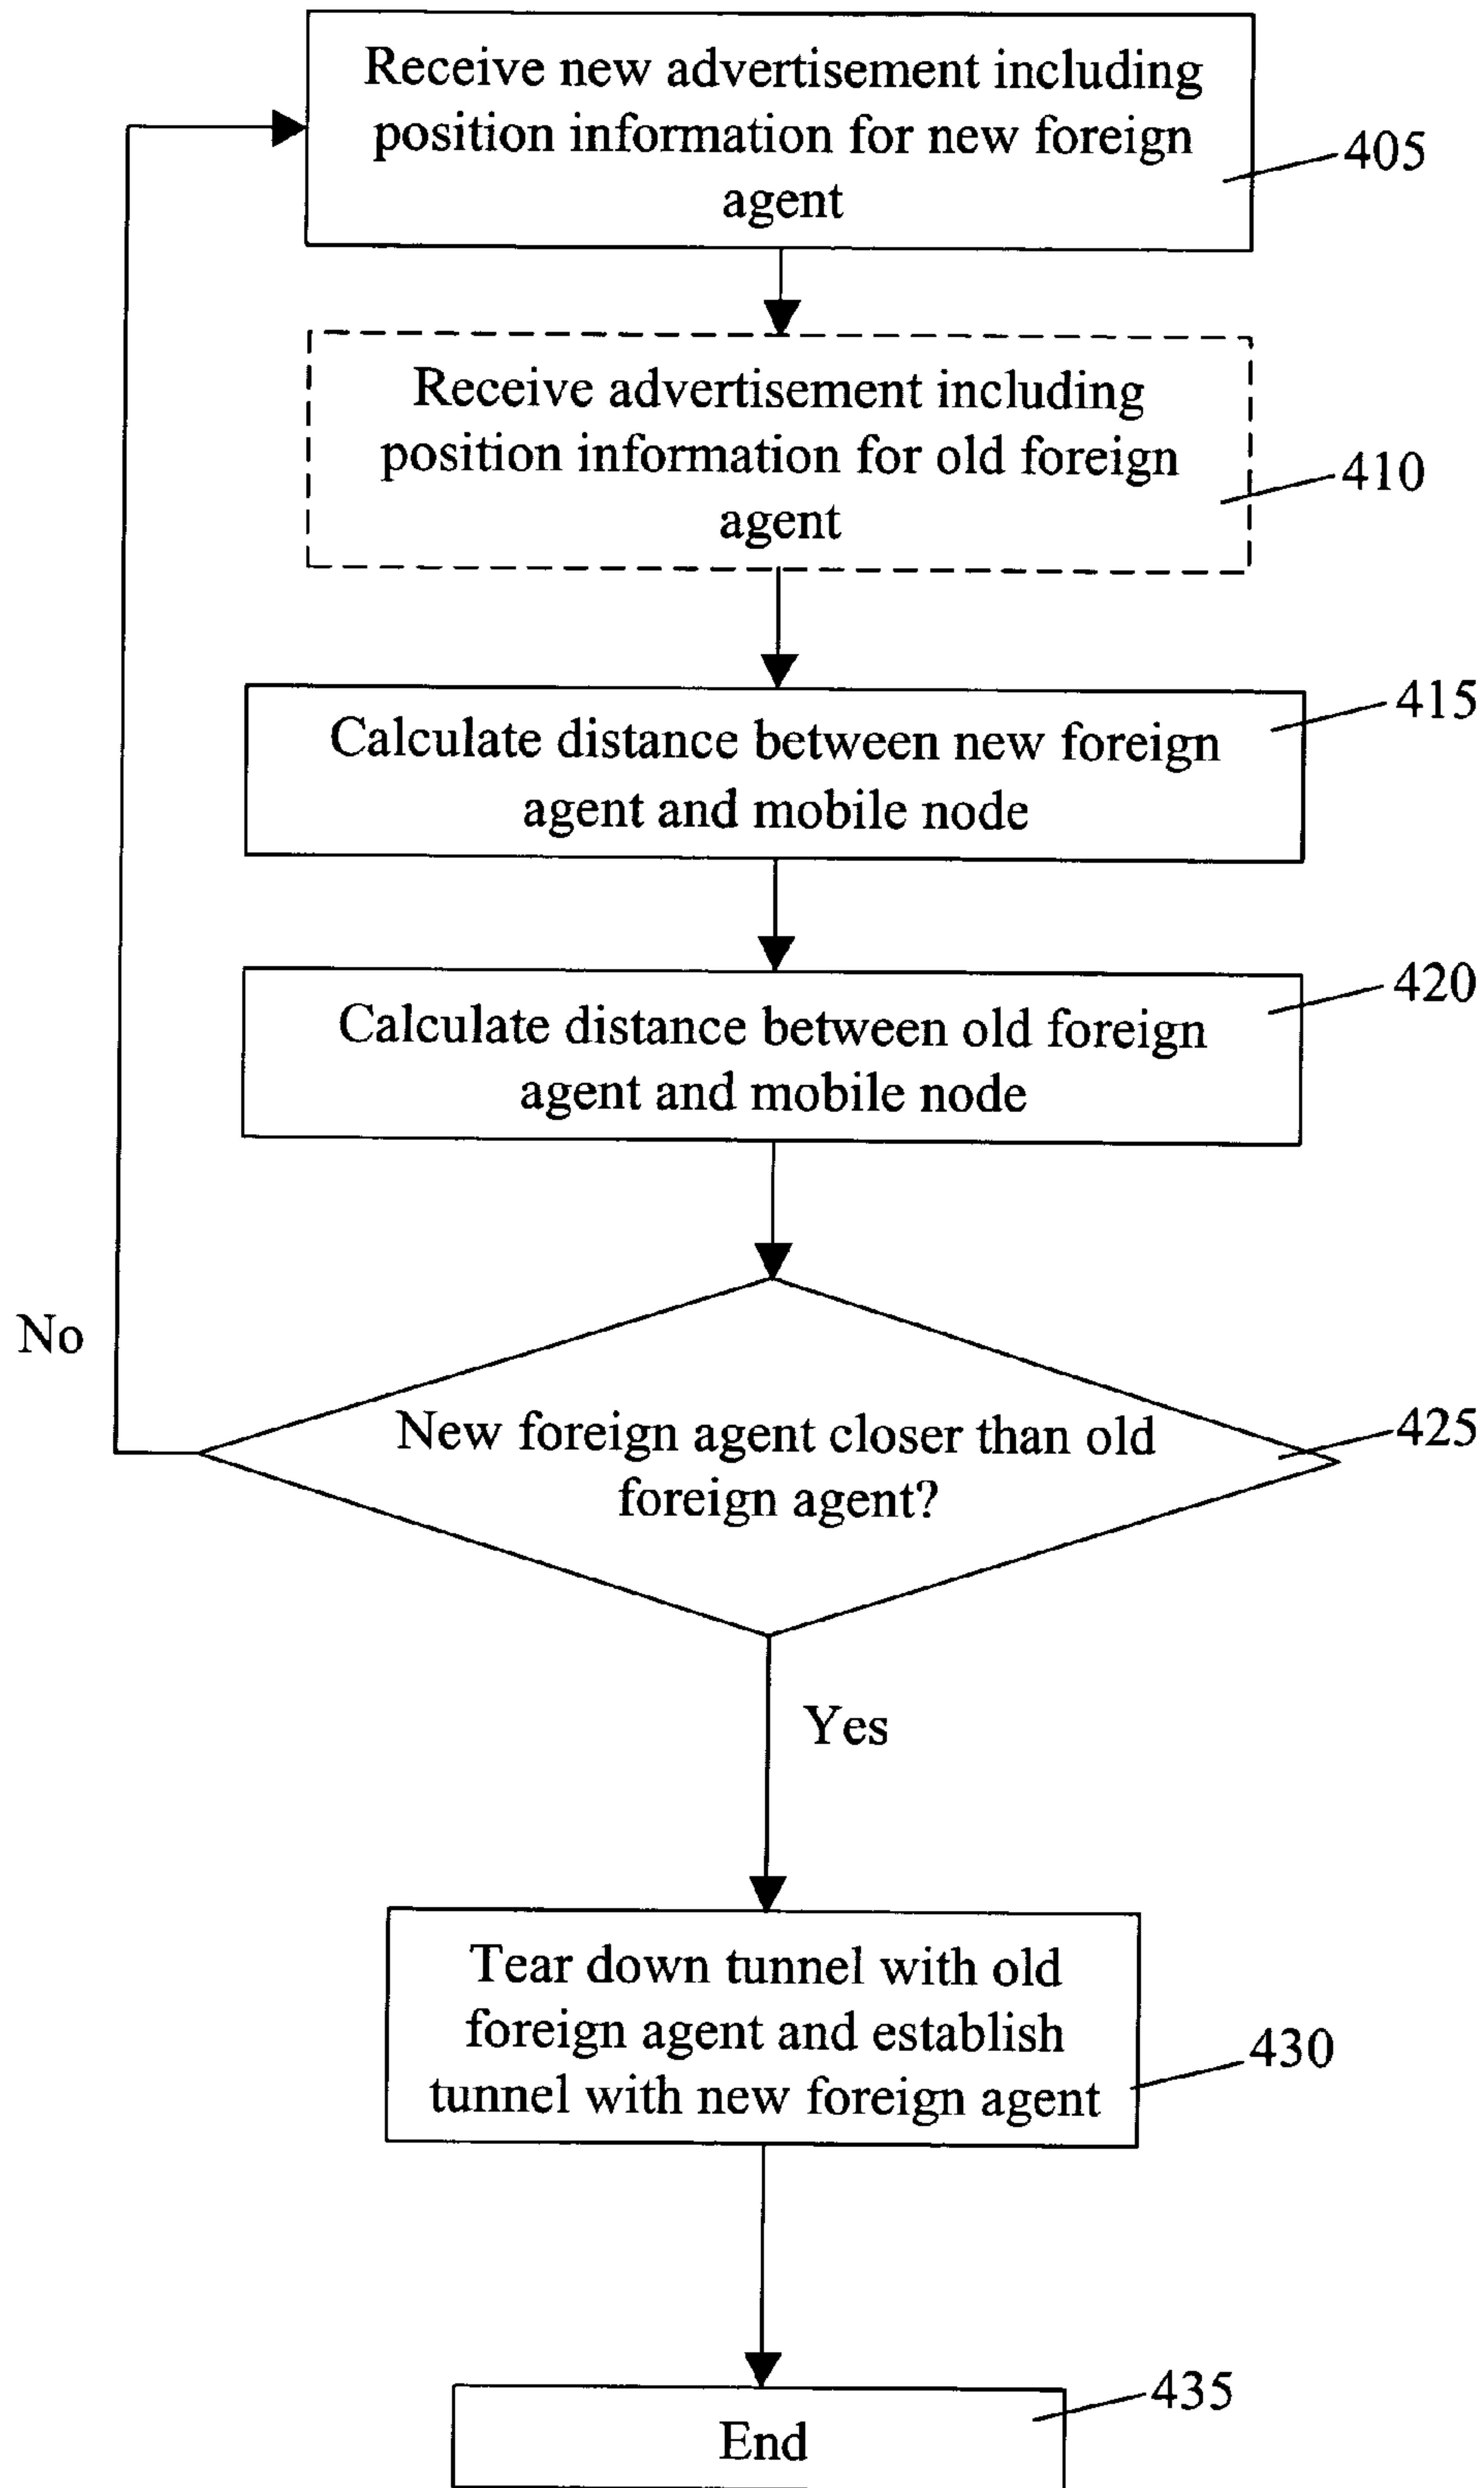 Receive new advertisement including
position information for new foreign
agent
405
Receive advertisement including
position information for old foreign
agent
410
415
Calculate distance between new foreign
agent and mobile node
420
Calculate distance between old foreign
agent and mobile node
No
New foreign agent closer than old
foreign agent?
425
Yes
Tear down tunnel with old
foreign agent and establish
tunnel with new foreign agent
430
435
End